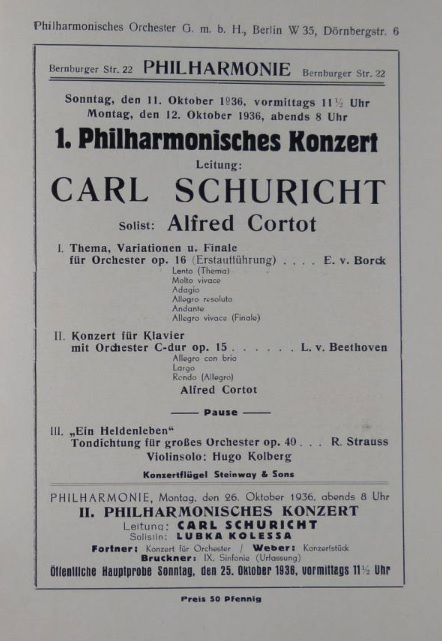 Philharmonisches Orchester G. m. b. H., Berlin W 35, Dörnbergstr. 6
Bernburger Str. 22 PHILHARMONIE Bernburger Str. 22
Sonntag, den 11. Oktober 1936, vormittags 11½ Uhr
Montag, den 12. Oktober 1936, abends 8 Uhr
1. Philharmonisches Konzert
Leitung:
CARL SCHURICHT
Solist: Alfred Cortot
I. Thema, Variationen u. Finale
für Orchester op. 16 (Erstaufführung) . . . . E. v. Borck
Lento (Thema)
Molto vivace
Adagio
Allegro resoluto
Andante
Allegro vivace (Finale)
II. Konzert für Klavier
mit Orchester C-dur op. 15 . . . . . . L. v. Beethoven
Allegro con brio
Largo
Rondo (Allegro)
Alfred Cortot
Pause
III. „Ein Heldenleben“
Tondichtung für großes Orchester op. 40 . . . R. Strauss
Violinsolo: Hugo Kolberg
Konzertflügel Steinway & Sons
PHILHARMONIE, Montag, den 26. Oktober 1936, abends 8 Uhr
II. PHILHARMONISCHES KONZERT
Leitung: CARL SCHURICHT
Solistin: LUBKA KOLESSA
Fortner: Konzert für Orchester / Weber: Konzertstück
Bruckner: IX. Sinfonie (Urfassung)
Öffentliche Hauptprobe Sonntag, den 25. Oktober 1936, vormittags 11½ Uhr
Preis 50 Pfennig